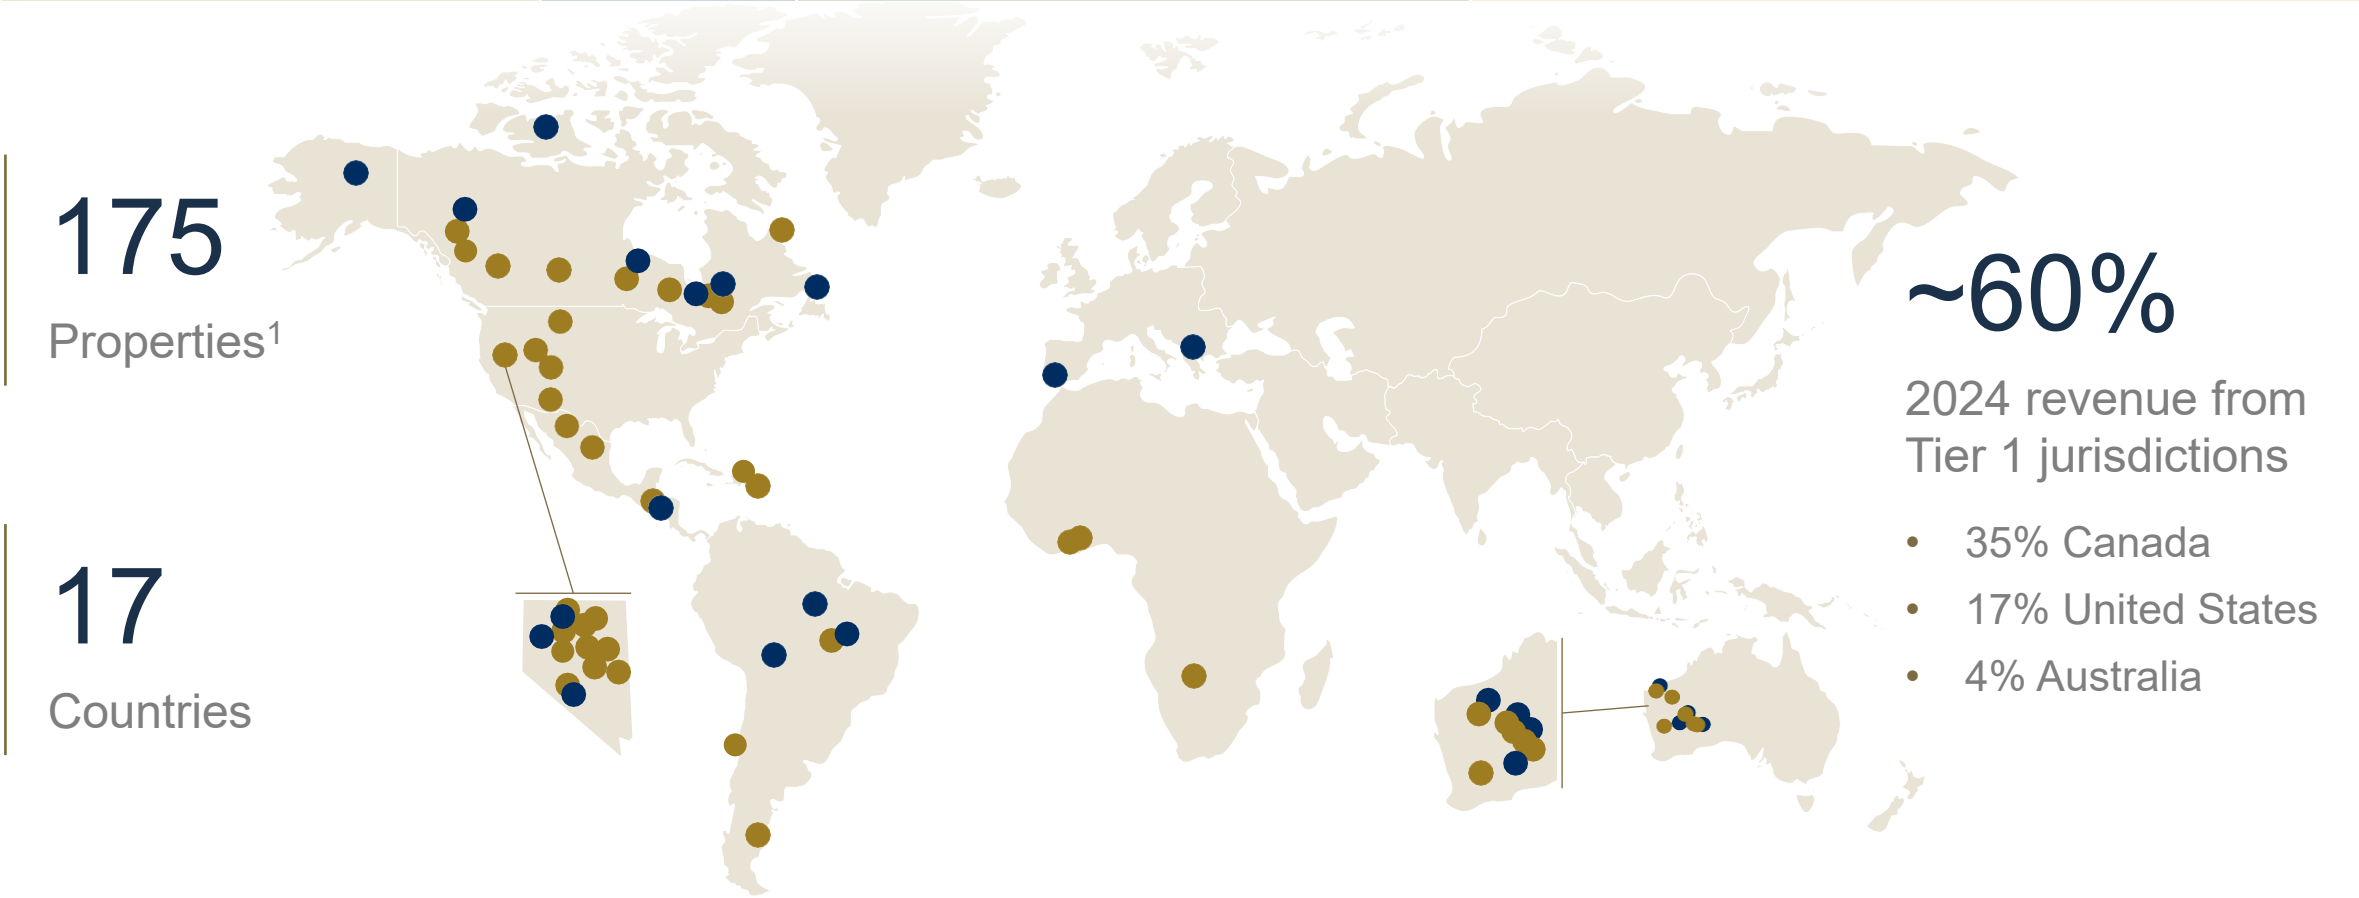 175
Properties¹
17
Countries
~60%
2024 revenue from
Tier 1 jurisdictions
• 35% Canada
• 17% United States
• 4% Australia